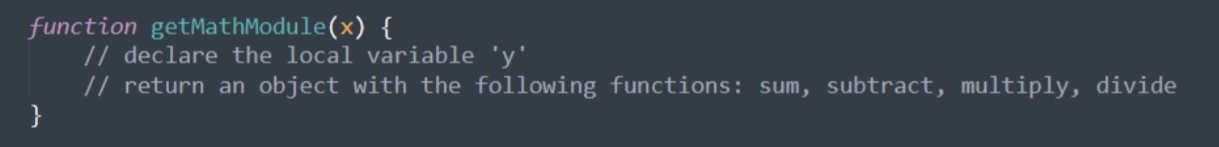 function getMathModule(x) {
// declare the local variable 'y'
// return an object with the following functions: sum, subtract, multiply, divide
}